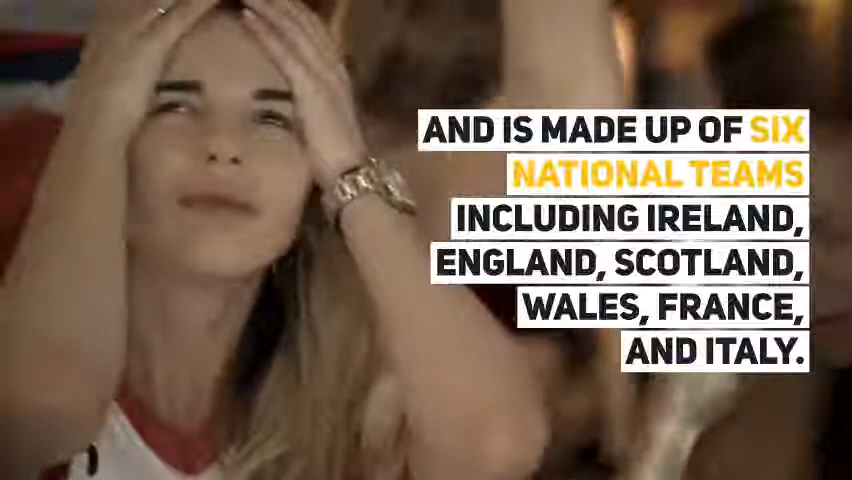 AND IS MADE UP OF SIX
NATIONAL TEAMS
INCLUDING IRELAND,
ENGLAND, SCOTLAND,
WALES, FRANCE,
AND ITALY.